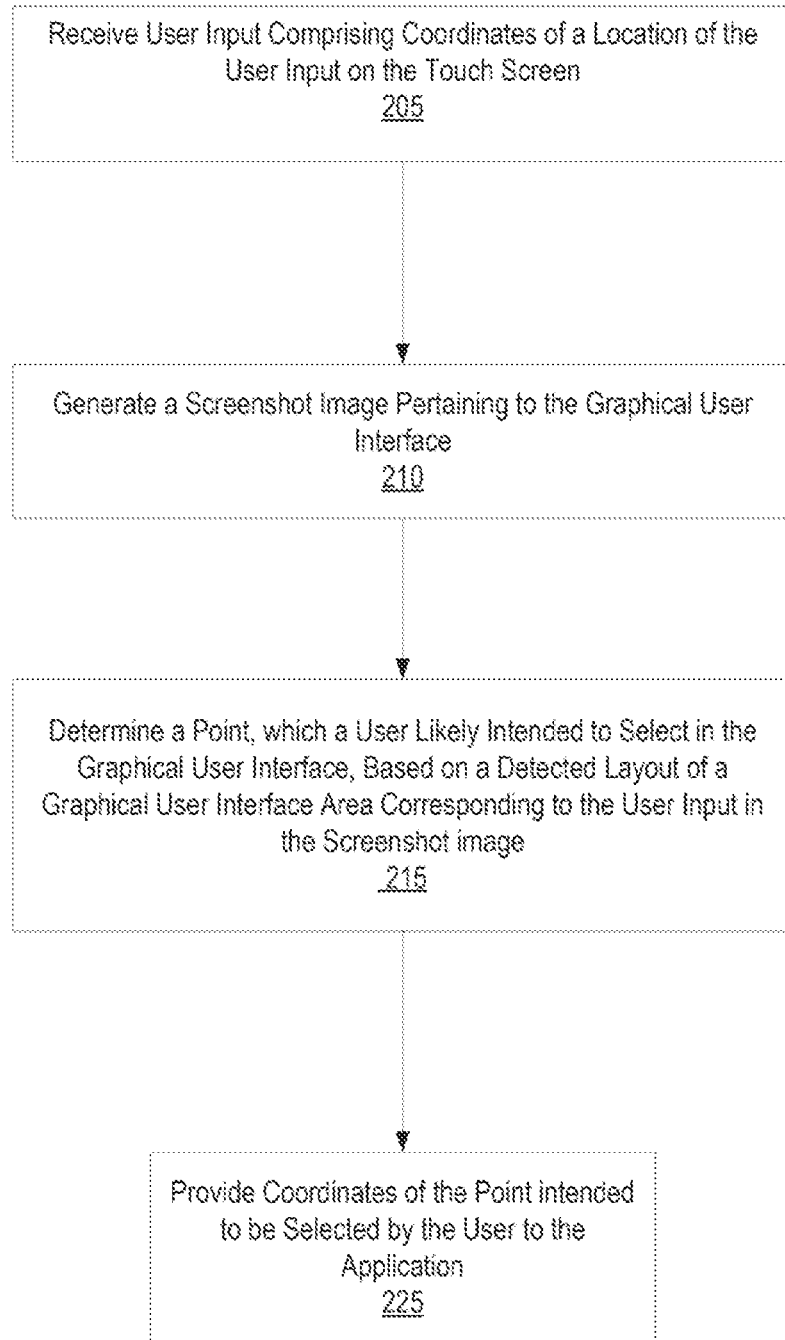 Receive User Input Comprising Coordinates of a Location of the
User Input on the Touch Screen
205
Generate a Screenshot Image Pertaining to the Graphical User
Interface
210
Determine a Point, which a User Likely Intended to Select in the
Graphical User Interface, Based on a Detected Layout of a
Graphical User Interface Area Corresponding to the User Input in
the Screenshot image
215
Provide Coordinates of the Point intended
to be Selected by the User to the
Application
225